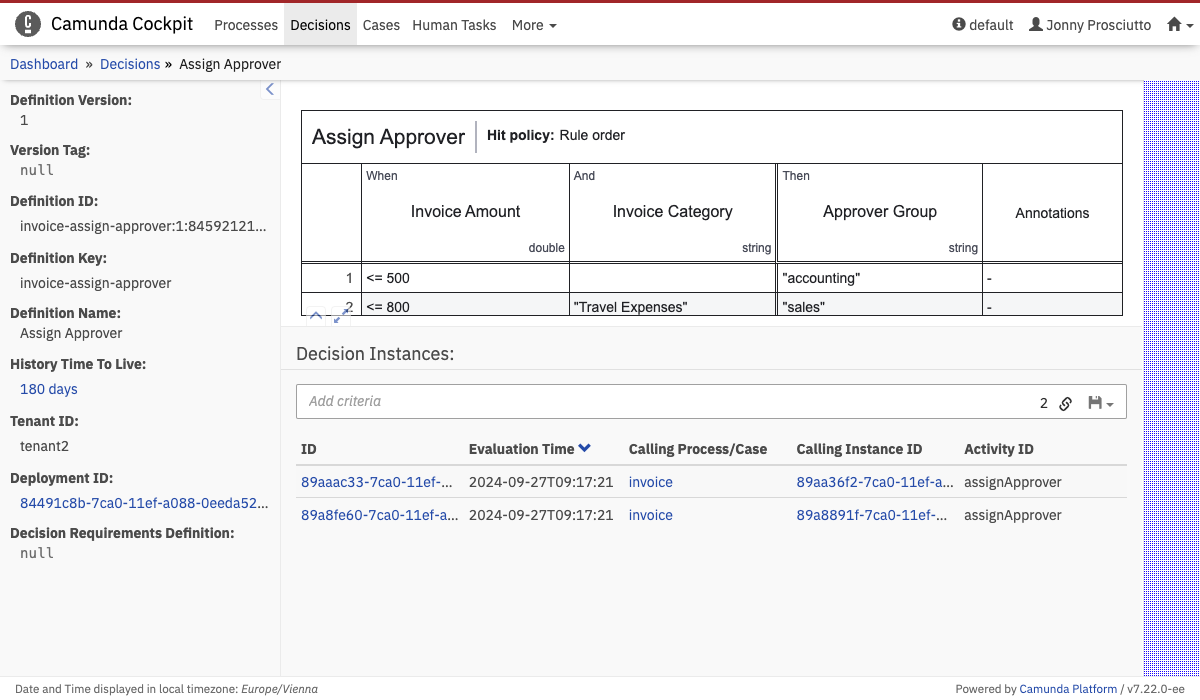 Camunda Cockpit Processes Decisions Cases Human Tasks More default Jonny Prosciutto
Dashboard » Decisions » Assign Approver
Definition Version:
1
Version Tag:
null
Definition ID:
invoice-assign-approver:1:84592121...
Definition Key:
invoice-assign-approver
Definition Name:
Assign Approver
History Time To Live:
180 days
Tenant ID:
tenant2
Deployment ID:
84491c8b-7ca0-11ef-a088-0eeda52...
Decision Requirements Definition:
null
Assign Approver Hit policy: Rule order
When And Then
Invoice Amount Invoice Category Approver Group Annotations
double string string
1 <= 500 "accounting" -
2 <= 800 "Travel Expenses" "sales" -
Decision Instances:
Add criteria 2
ID Evaluation Time Calling Process/Case Calling Instance ID Activity ID
89aaac33-7ca0-11ef-... 2024-09-27T09:17:21 invoice 89aa36f2-7ca0-11ef-a... assignApprover
89a8fe60-7ca0-11ef-a... 2024-09-27T09:17:21 invoice 89a8891f-7ca0-11ef-... assignApprover
Date and Time displayed in local timezone: Europe/Vienna Powered by Camunda Platform / v7.22.0-ee